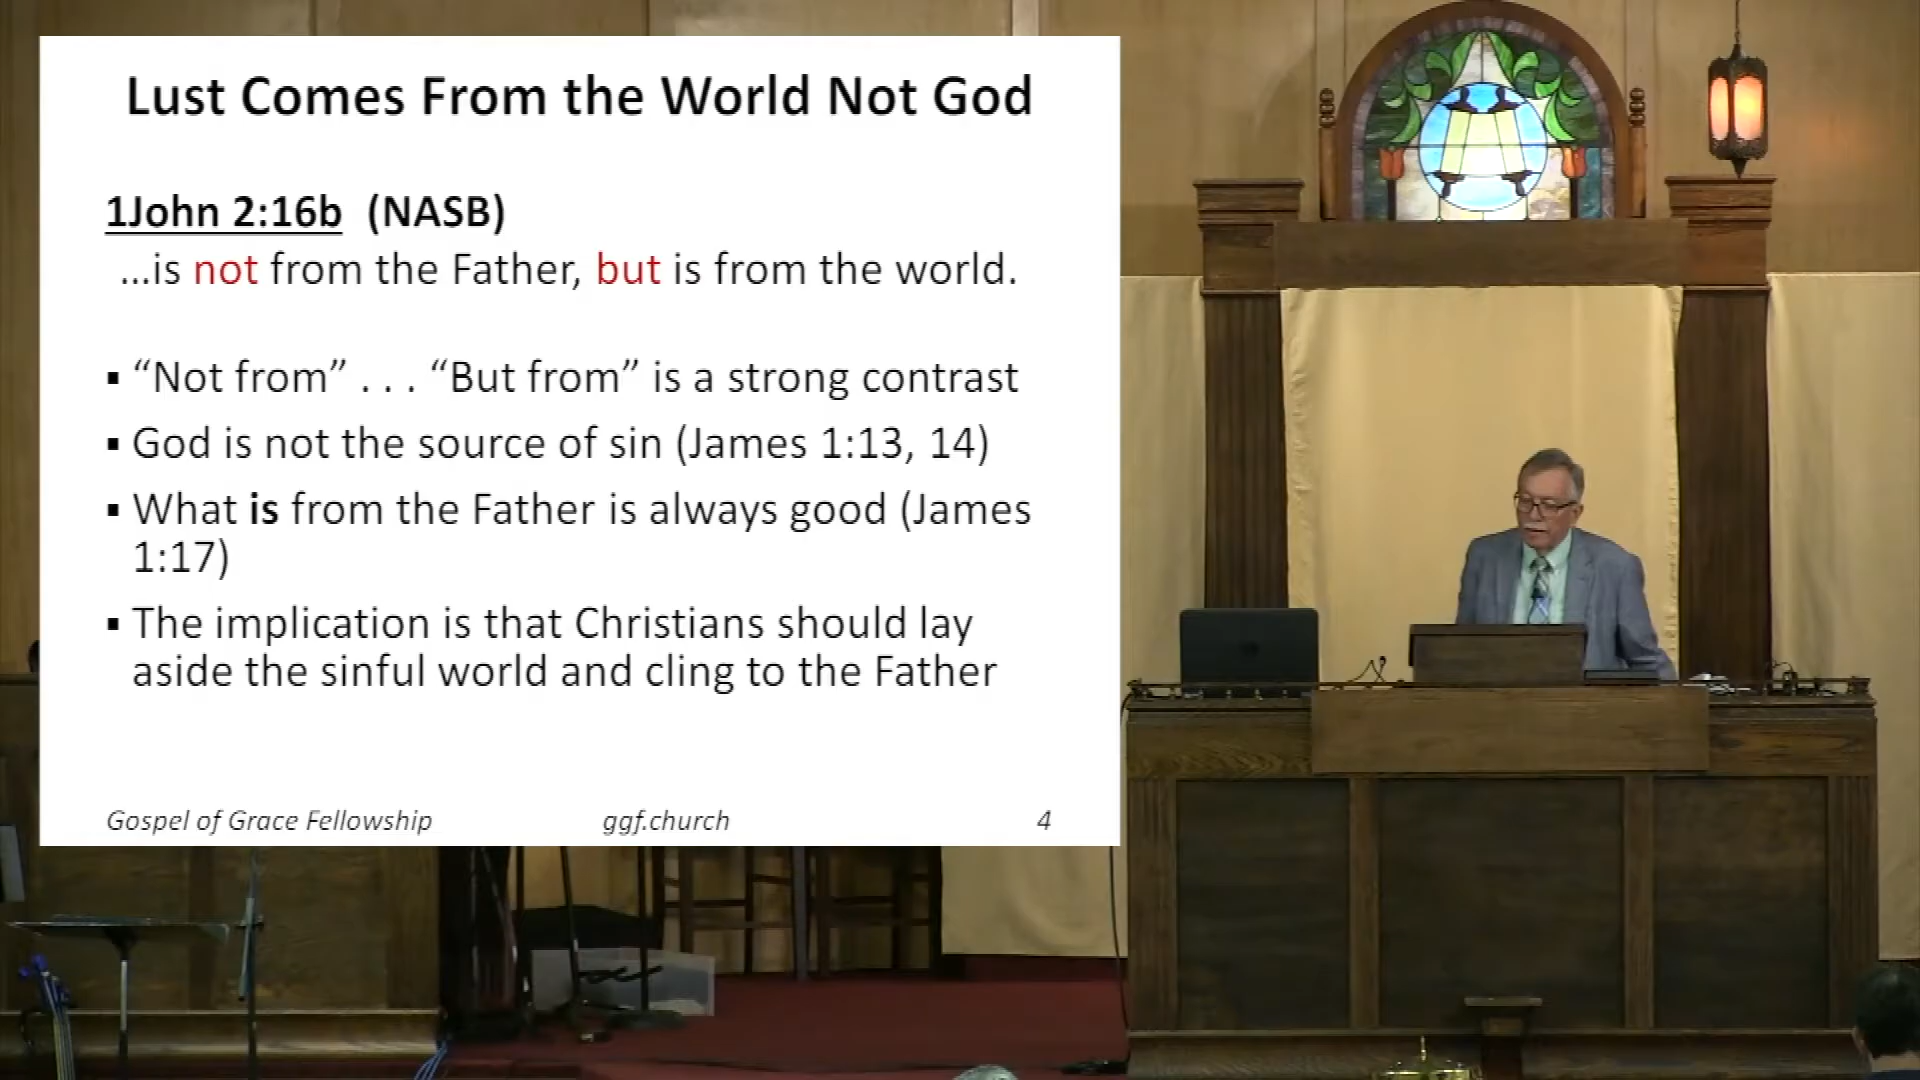 Lust Comes From the World Not God
1John 2:16b (NASB)
…is not from the Father, but is from the world.
▪ “Not from” . . . “But from” is a strong contrast
▪ God is not the source of sin (James 1:13, 14)
▪ What is from the Father is always good (James
1:17)
▪ The implication is that Christians should lay
aside the sinful world and cling to the Father
Gospel of Grace Fellowship ggf.church 4